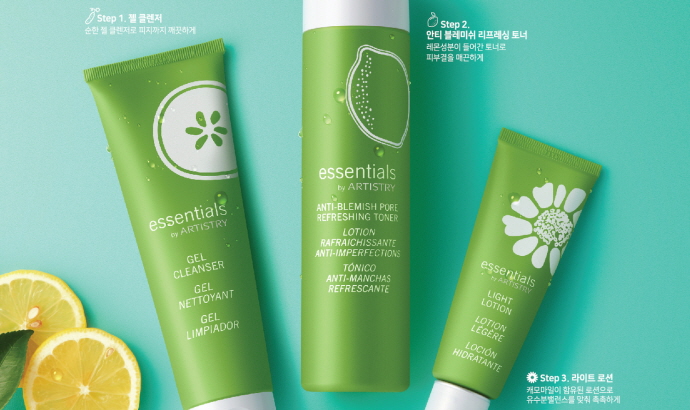 Step 1. 젤 클렌저
순한 젤 클렌저로 피지까지 깨끗하게
Step 2.
안티 블레미쉬 리프레싱 토너
레몬성분이 들어간 토너로
피부결을 매끈하게
essentials
by ARTISTRY
GEL
CLEANSER
GEL
NETTOYANT
GEL
LIMPIADOR
essentials
by ARTISTRY
ANTI-BLEMISH PORE
REFRESHING TONER
LOTION
RAFRAICHISSANTE
ANTI-IMPERFECTIONS
TÓNICO
ANTI-MANCHAS
REFRESCANTE
essentials
by ARTISTRY
LIGHT
LOTION
LOTION
LÉGÈRE
LOCIÓN
HIDRATANTE
Step 3. 라이트 로션
캐모마일이 함유된 로션으로
유수분밸런스를 맞춰 촉촉하게